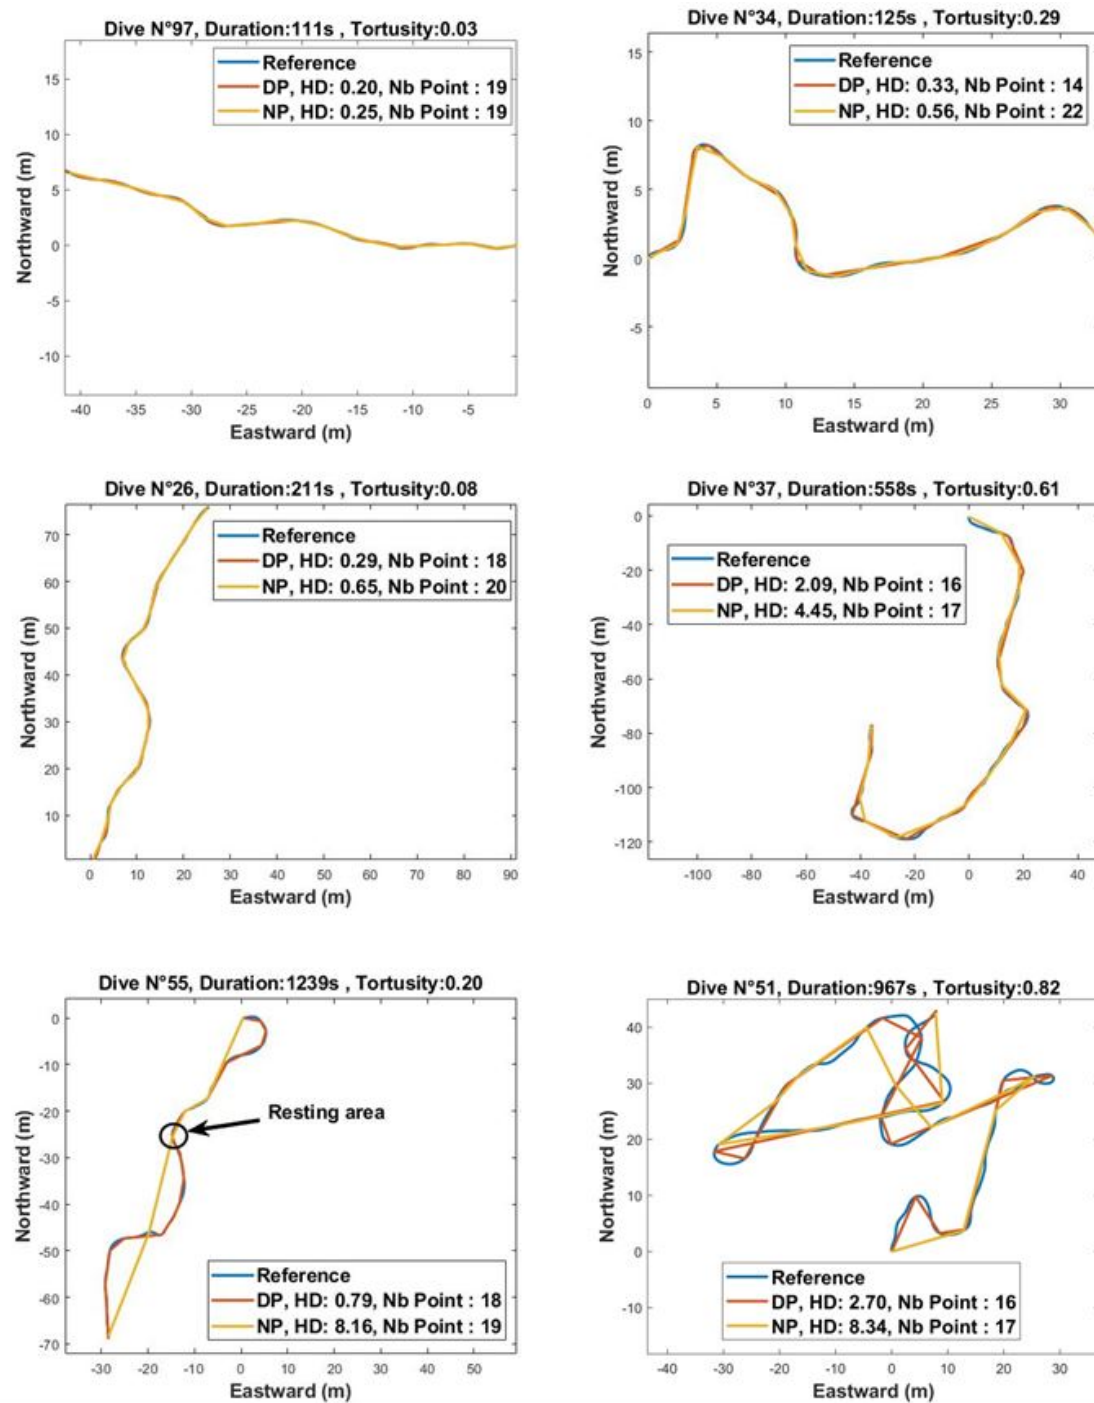 Dive N°97, Duration:111s , Tortusity:0.03
Reference
DP, HD: 0.20, Nb Point : 19
NP, HD: 0.25, Nb Point : 19
Northward (m)
15
10
5
0
-5
-10
-40 -35 -30 -25 -20 -15 -10 -5
Eastward (m)
Dive N°34, Duration:125s , Tortusity:0.29
Reference
DP, HD: 0.33, Nb Point : 14
NP, HD: 0.56, Nb Point : 22
Northward (m)
15
10
5
0
-5
0 5 10 15 20 25 30
Eastward (m)
Dive N°26, Duration:211s , Tortusity:0.08
Reference
DP, HD: 0.29, Nb Point : 18
NP, HD: 0.65, Nb Point : 20
Northward (m)
70
60
50
40
30
20
10
0 10 20 30 40 50 60 70 80 90
Eastward (m)
Dive N°37, Duration:558s , Tortusity:0.61
Reference
DP, HD: 2.09, Nb Point : 16
NP, HD: 4.45, Nb Point : 17
Northward (m)
0
-20
-40
-60
-80
-100
-120
-100 -80 -60 -40 -20 0 20 40
Eastward (m)
Dive N°55, Duration:1239s , Tortusity:0.20
Resting area
Reference
DP, HD: 0.79, Nb Point : 18
NP, HD: 8.16, Nb Point : 19
Northward (m)
0
-10
-20
-30
-40
-50
-60
-70
-30 -20 -10 0 10 20 30 40 50
Eastward (m)
Dive N°51, Duration:967s , Tortusity:0.82
Reference
DP, HD: 2.70, Nb Point : 16
NP, HD: 8.34, Nb Point : 17
Northward (m)
40
30
20
10
0
-10
-40 -30 -20 -10 0 10 20 30
Eastward (m)